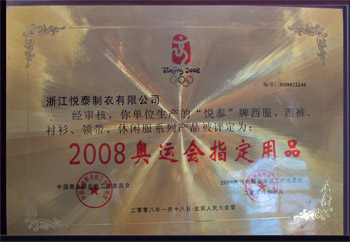 Beijing 2008
浙江悦泰制衣有限公司
经审核，你单位生产的“悦泰”牌西服、西裤、
衬衫、领带、休闲服系列产品被评定为：
2008奥运会指定用品
二零零八年一月十八日·北京人民大会堂